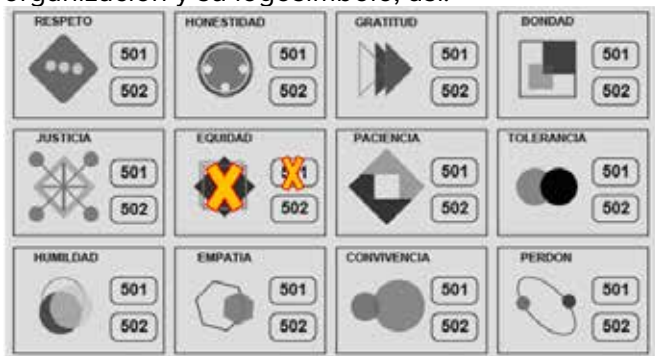 organización y su logosímbolo, así:
RESPETO HONESTIDAD GRATITUD BONDAD
501 501 501 501
502 502 502 502
JUSTICIA EQUIDAD PACIENCIA TOLERANCIA
501 X X 501 501
502 502 502 502
HUMILDAD EMPATIA CONVIVENCIA PERDON
501 501 501 501
502 502 502 502